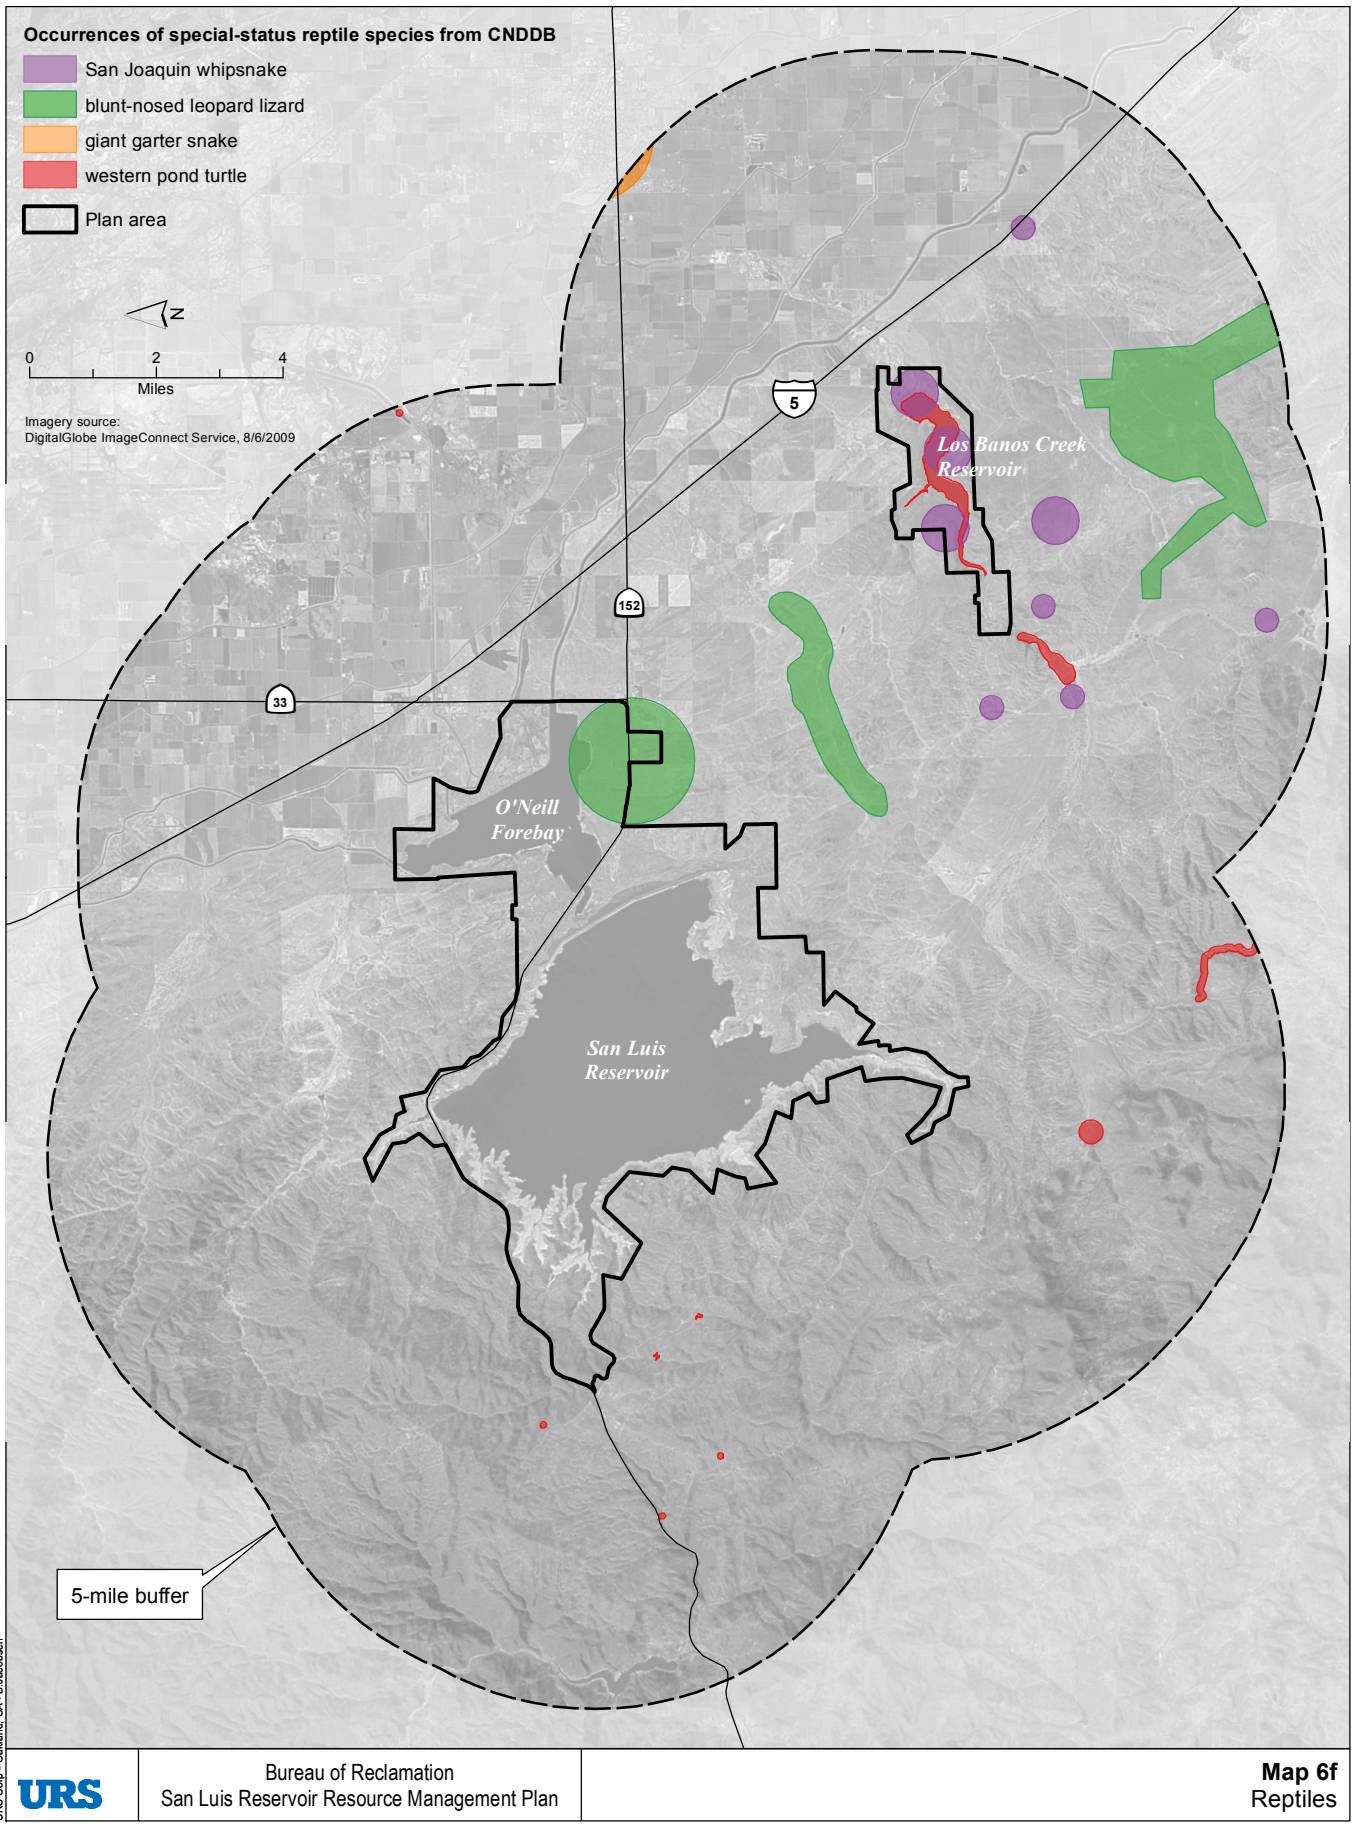 Occurrences of special-status reptile species from CNDDB
San Joaquin whipsnake
blunt-nosed leopard lizard
giant garter snake
western pond turtle
Plan area
N
0 2 4
Miles
Imagery source:
DigitalGlobe ImageConnect Service, 8/6/2009
5
Los Banos Creek
Reservoir
152
33
O'Neill
Forebay
San Luis
Reservoir
5-mile buffer
URS
Bureau of Reclamation
San Luis Reservoir Resource Management Plan
Map 6f
Reptiles